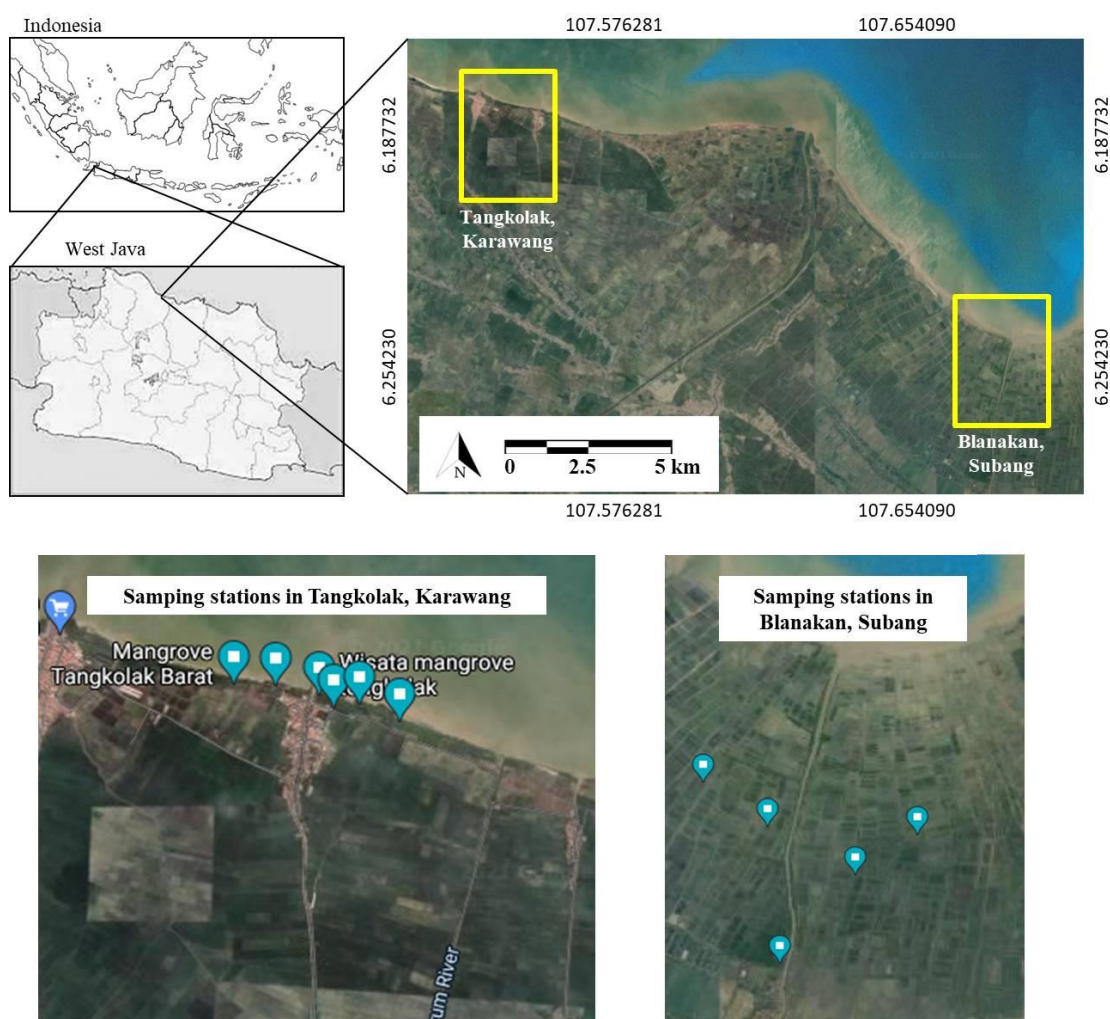 Indonesia
West Java
107.576281
107.654090
6.187732
6.254230
6.187732
6.254230
Tangkolak,
Karawang
Blanakan,
Subang
N
0 2.5 5 km
107.576281
107.654090
Samping stations in Tangkolak, Karawang
Mangrove
Tangkolak Barat
Wisata mangrove
rum River
Samping stations in
Blanakan, Subang